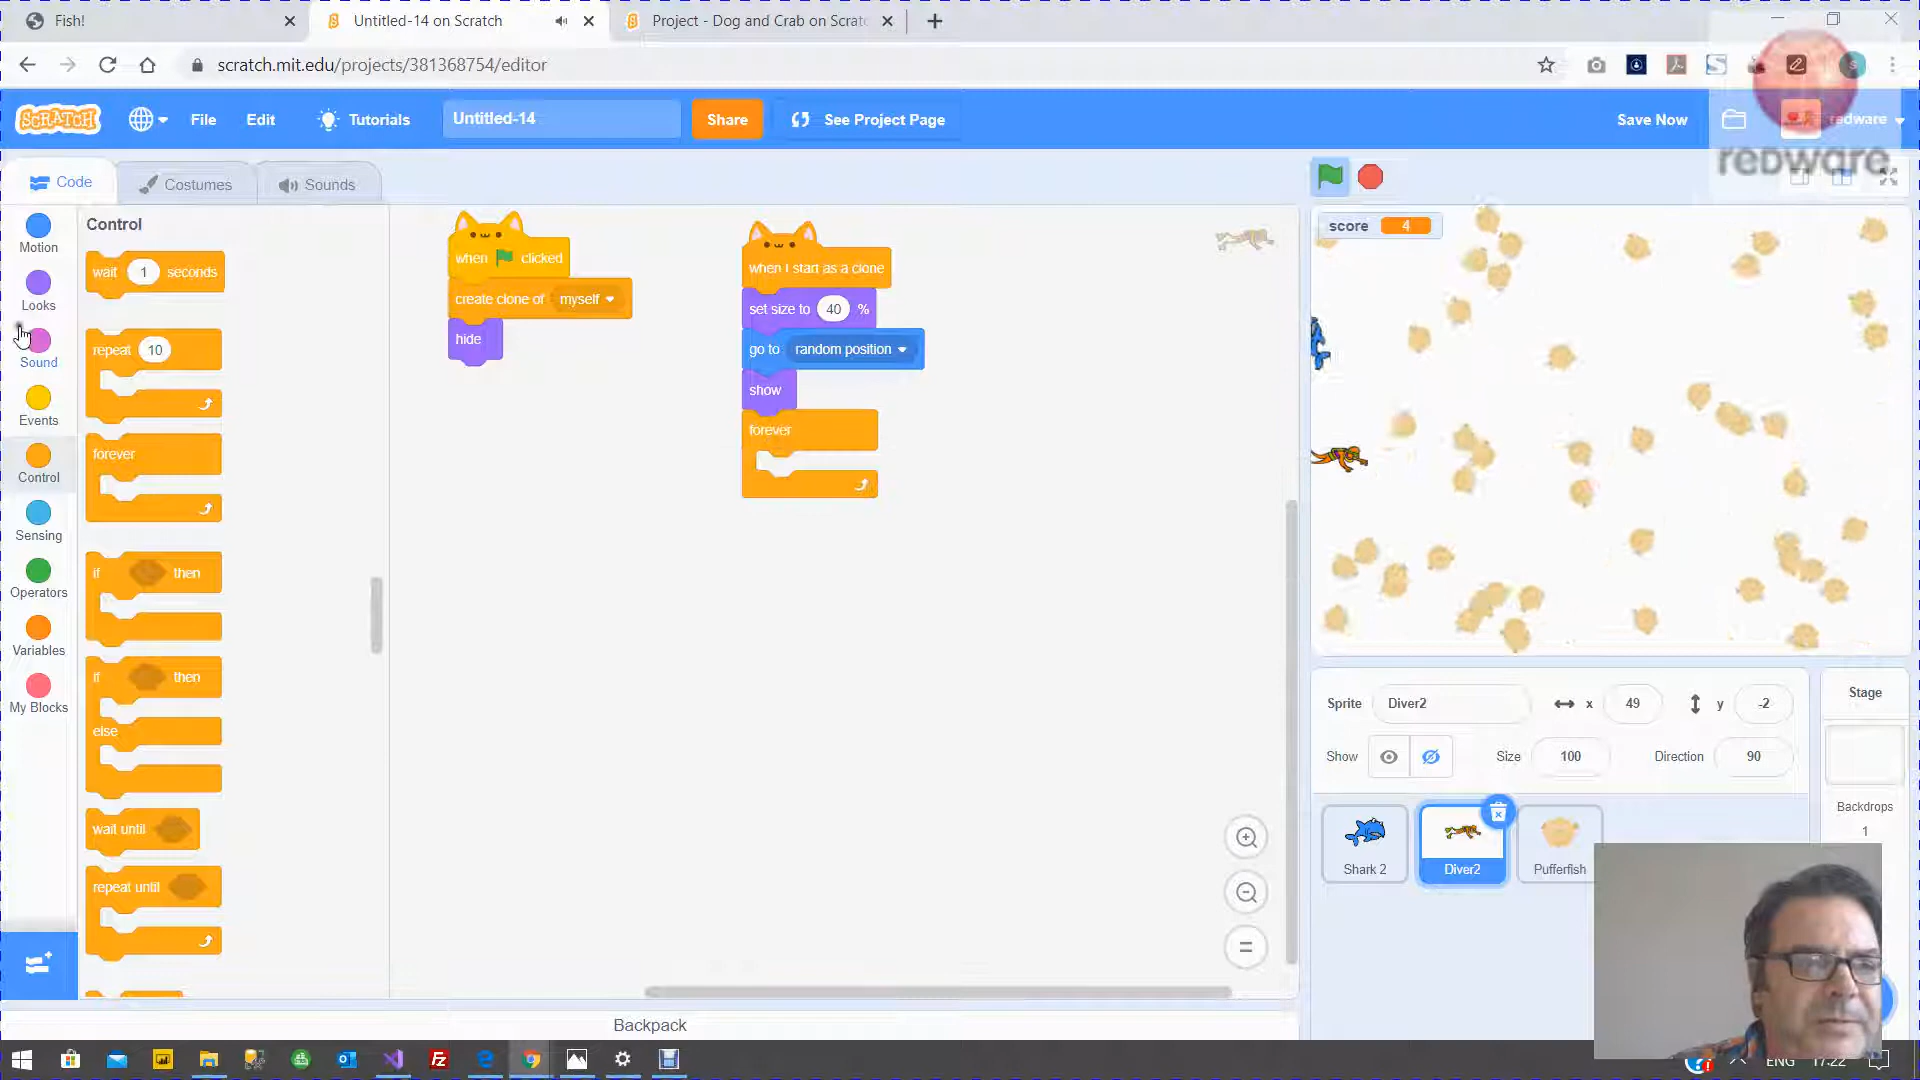 Fish!
Untitled-14 on Scratch
Project - Dog and Crab on Scratc
scratch.mit.edu/projects/381368754/editor
SCRATCH
File
Edit
Tutorials
Untitled-14
Share
See Project Page
Save Now
redware
redware
Code
Costumes
Sounds
Motion
Looks
Sound
Events
Control
Sensing
Operators
Variables
My Blocks
Control
wait 1 seconds
repeat 10
forever
if then
if then
else
wait until
repeat until
when clicked
create clone of myself
hide
when I start as a clone
set size to 40 %
go to random position
show
forever
score 4
Sprite Diver2 x 49 y -2
Show Size 100 Direction 90
Shark 2
Diver2
Pufferfish
Stage
Backdrops
1
Backpack
ENG 17:22